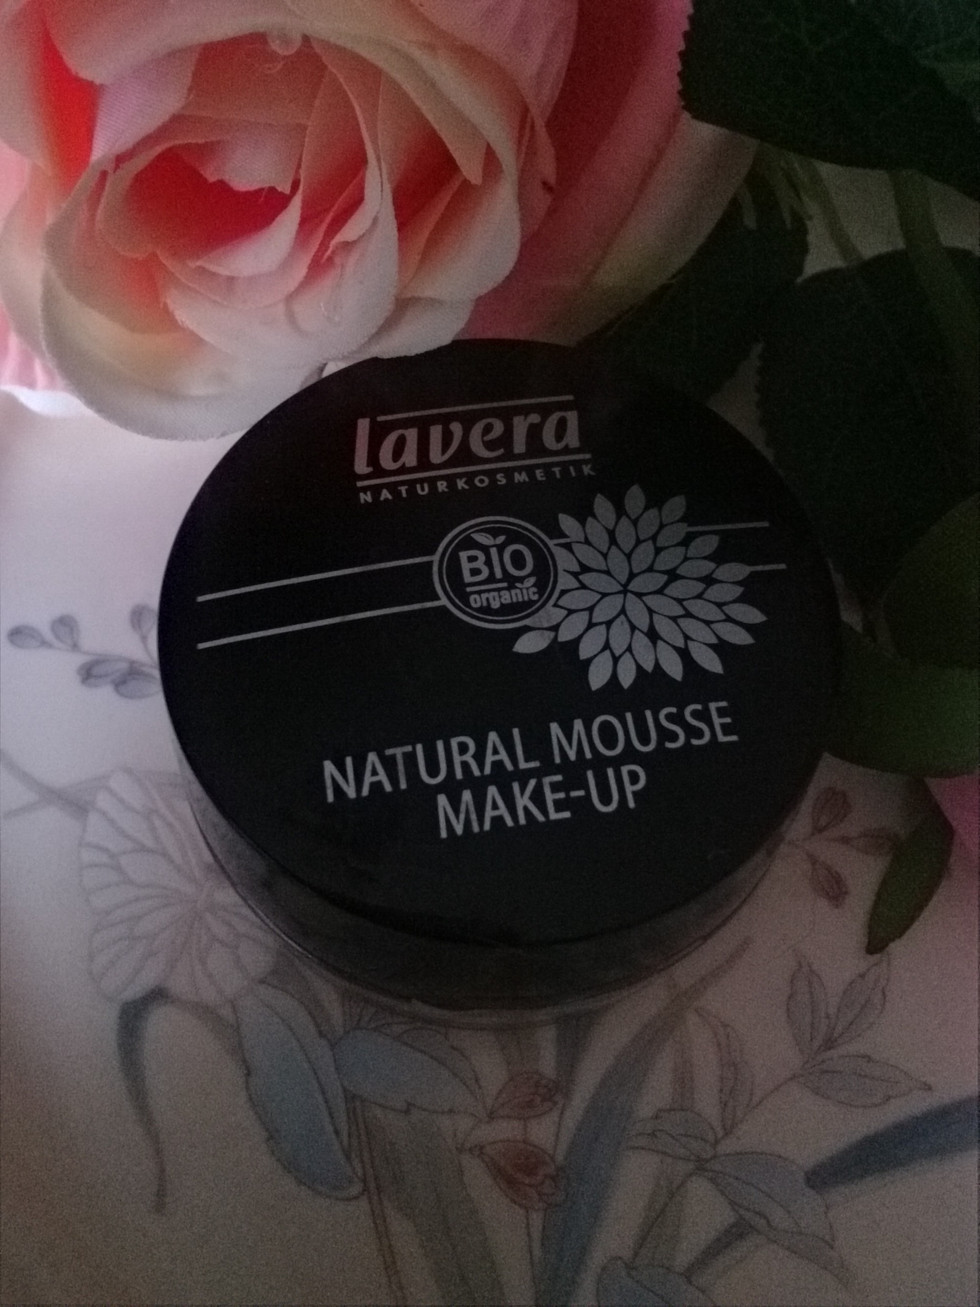 lavera
NATURKOSMETIK
BIO
organic
NATURAL MOUSSE
MAKE-UP